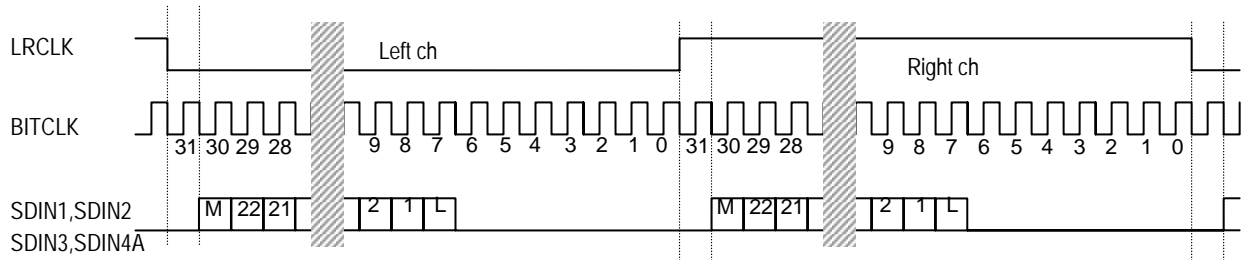 LRCLK
Left ch
Right ch
BITCLK
31 30 29 28 9 8 7 6 5 4 3 2 1 0 31 30 29 28 9 8 7 6 5 4 3 2 1 0
SDIN1,SDIN2 M 22 21 2 1 L M 22 21 2 1 L
SDIN3,SDIN4A